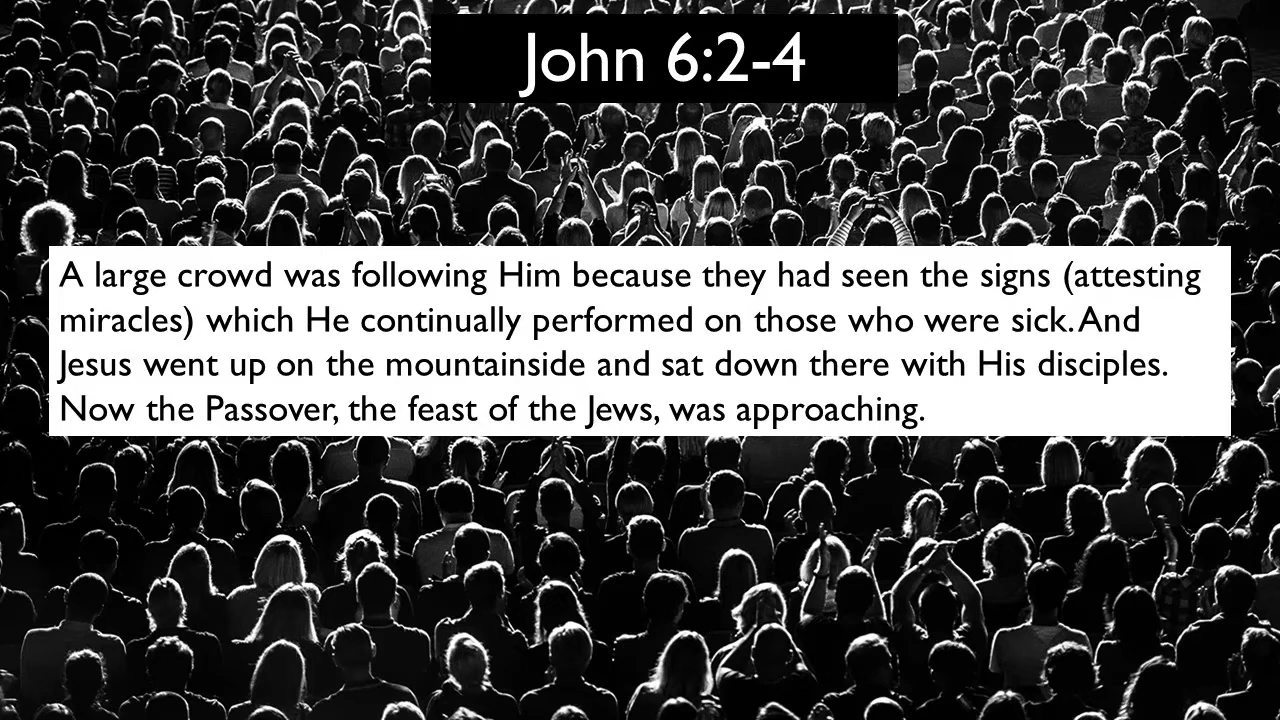 John 6:2-4
A large crowd was following Him because they had seen the signs (attesting
miracles) which He continually performed on those who were sick. And
Jesus went up on the mountainside and sat down there with His disciples.
Now the Passover, the feast of the Jews, was approaching.